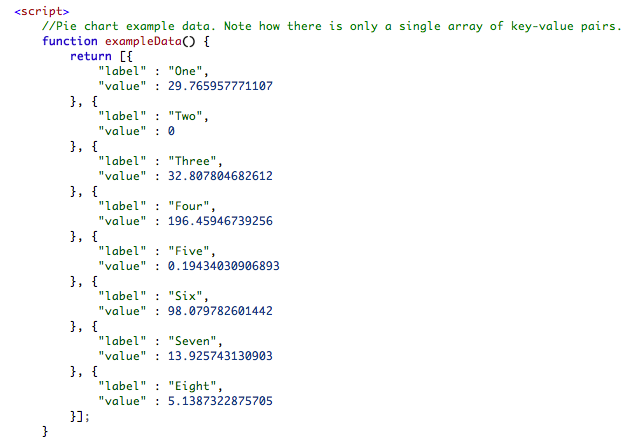 <script>
//Pie chart example data. Note how there is only a single array of key-value pairs.
function exampleData() {
return [{
"label" : "One",
"value" : 29.765957771107
}, {
"label" : "Two",
"value" : 0
}, {
"label" : "Three",
"value" : 32.807804682612
}, {
"label" : "Four",
"value" : 196.45946739256
}, {
"label" : "Five",
"value" : 0.19434030906893
}, {
"label" : "Six",
"value" : 98.079782601442
}, {
"label" : "Seven",
"value" : 13.925743130903
}, {
"label" : "Eight",
"value" : 5.1387322875705
}];
}